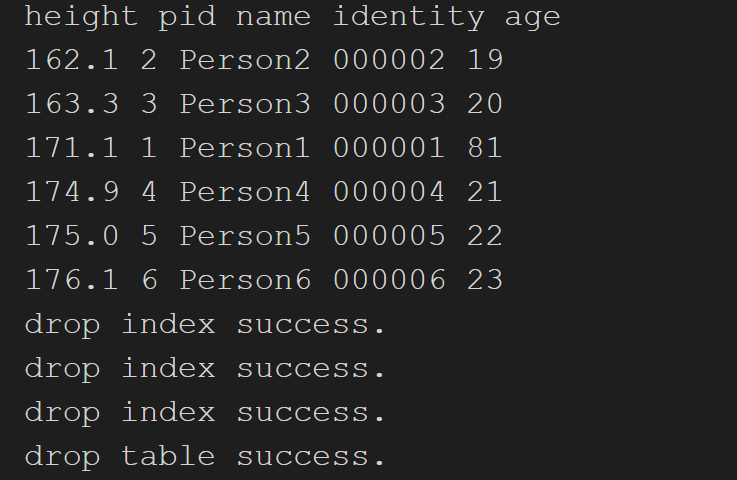 height pid name identity age
162.1 2 Person2 000002 19
163.3 3 Person3 000003 20
171.1 1 Person1 000001 81
174.9 4 Person4 000004 21
175.0 5 Person5 000005 22
176.1 6 Person6 000006 23
drop index success.
drop index success.
drop index success.
drop table success.